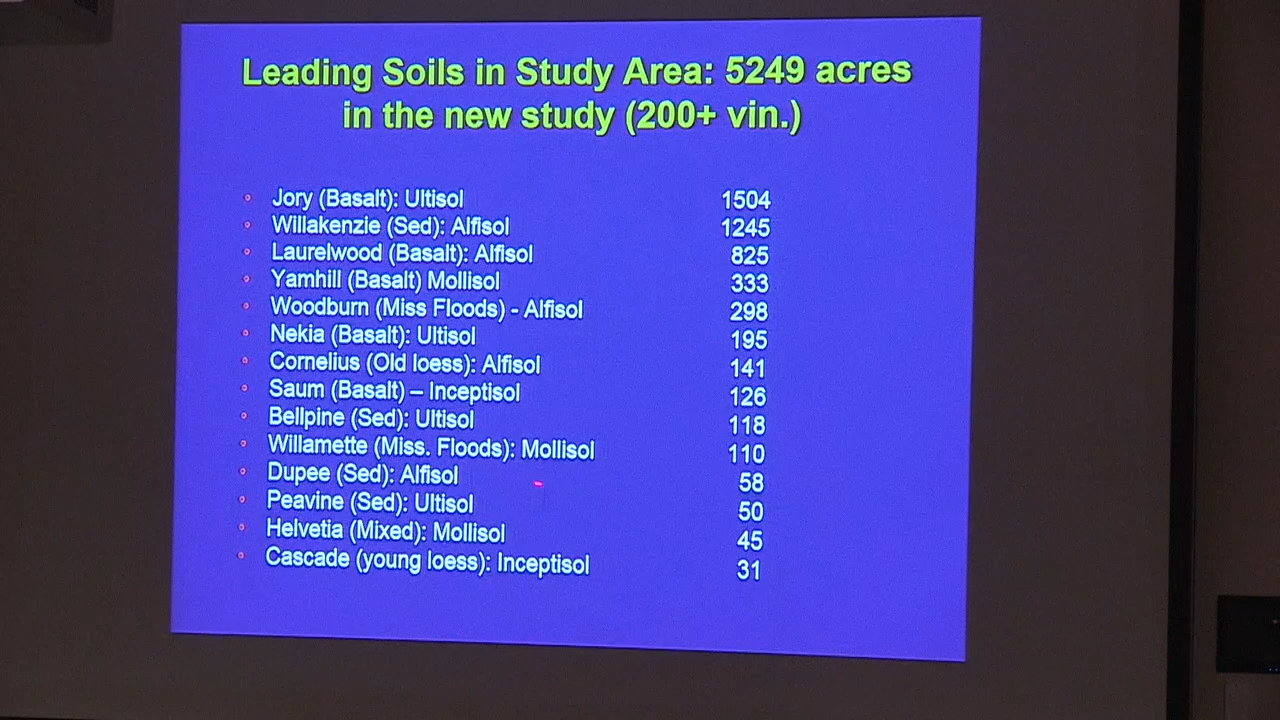 Leading Soils in Study Area: 5249 acres
in the new study (200+ vin.)
Jory (Basalt): Ultisol 1504
Willakenzie (Sed): Alfisol 1245
Laurelwood (Basalt): Alfisol 825
Yamhill (Basalt) Mollisol 333
Woodburn (Miss Floods) - Alfisol 298
Nekia (Basalt): Ultisol 195
Cornelius (Old loess): Alfisol 141
Saum (Basalt) – Inceptisol 126
Bellpine (Sed): Ultisol 118
Willamette (Miss. Floods): Mollisol 110
Dupee (Sed): Alfisol 58
Peavine (Sed): Ultisol 50
Helvetia (Mixed): Mollisol 45
Cascade (young loess): Inceptisol 31